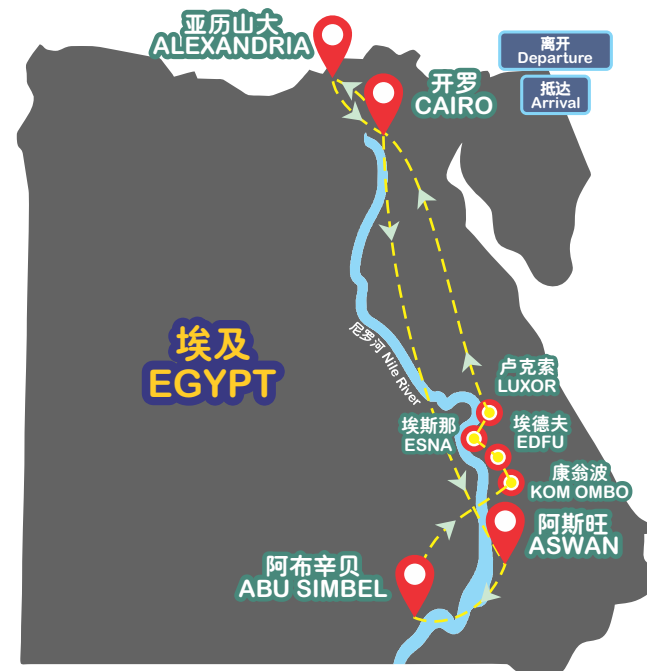 亚历山大
ALEXANDRIA
离开
Departure
开罗
CAIRO
抵达
Arrival
埃及
EGYPT
尼罗河 Nile River
卢克索
LUXOR
埃斯那
ESNA
埃德夫
EDFU
康翁波
KOM OMBO
阿斯旺
ASWAN
阿布辛贝
ABU SIMBEL